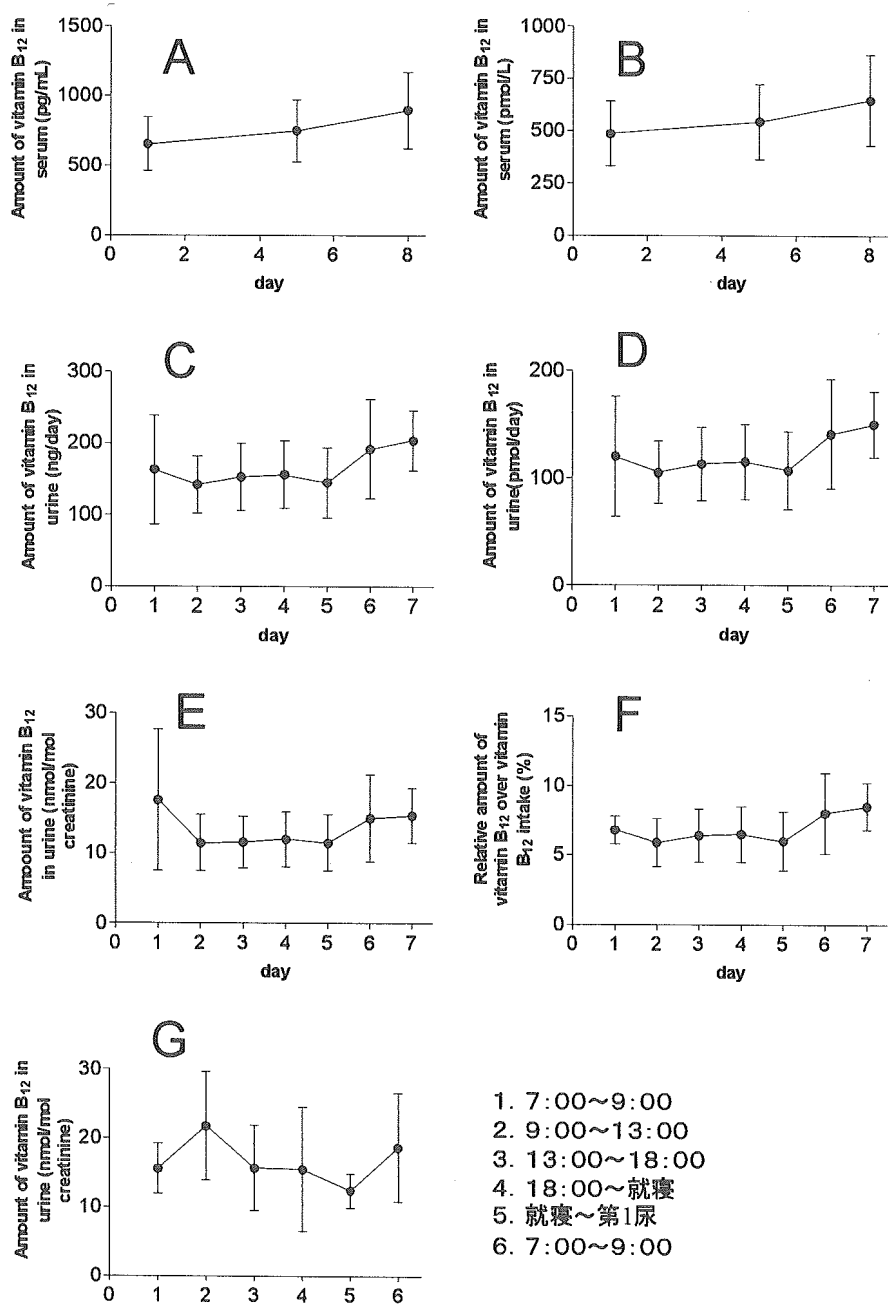 A
Amount of vitamin B12 in
serum (pg/mL)
1500
1000
500
0
0 2 4 6 8
day
B
Amount of vitamin B12 in
serum (pmol/L)
1000
750
500
250
0
0 2 4 6 8
day
C
Amount of vitamin B12 in
urine (ng/day)
300
200
100
0
0 1 2 3 4 5 6 7
day
D
Amount of vitamin B12 in
urine(pmol/day)
200
100
0
0 1 2 3 4 5 6 7
day
E
Amoount of vitamin B12
in urine (nmol/mol
creatinine)
30
20
10
0
0 1 2 3 4 5 6 7
day
F
Relative amount of
vitamin B12 over vitamin
B12 intake (%)
15
10
5
0
0 1 2 3 4 5 6 7
day
G
Amount of vitamin B12 in
urine (nmol/mol
creatinine)
30
20
10
0
0 1 2 3 4 5 6
1. 7:00～9:00
2. 9:00～13:00
3. 13:00～18:00
4. 18:00～就寝
5. 就寝～第1尿
6. 7:00～9:00